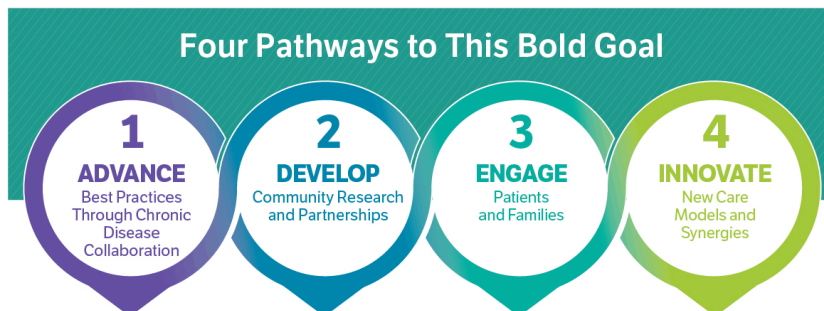 Four Pathways to This Bold Goal
1
ADVANCE
Best Practices
Through Chronic
Disease
Collaboration
2
DEVELOP
Community Research
and Partnerships
3
ENGAGE
Patients
and Families
4
INNOVATE
New Care
Models and
Synergies